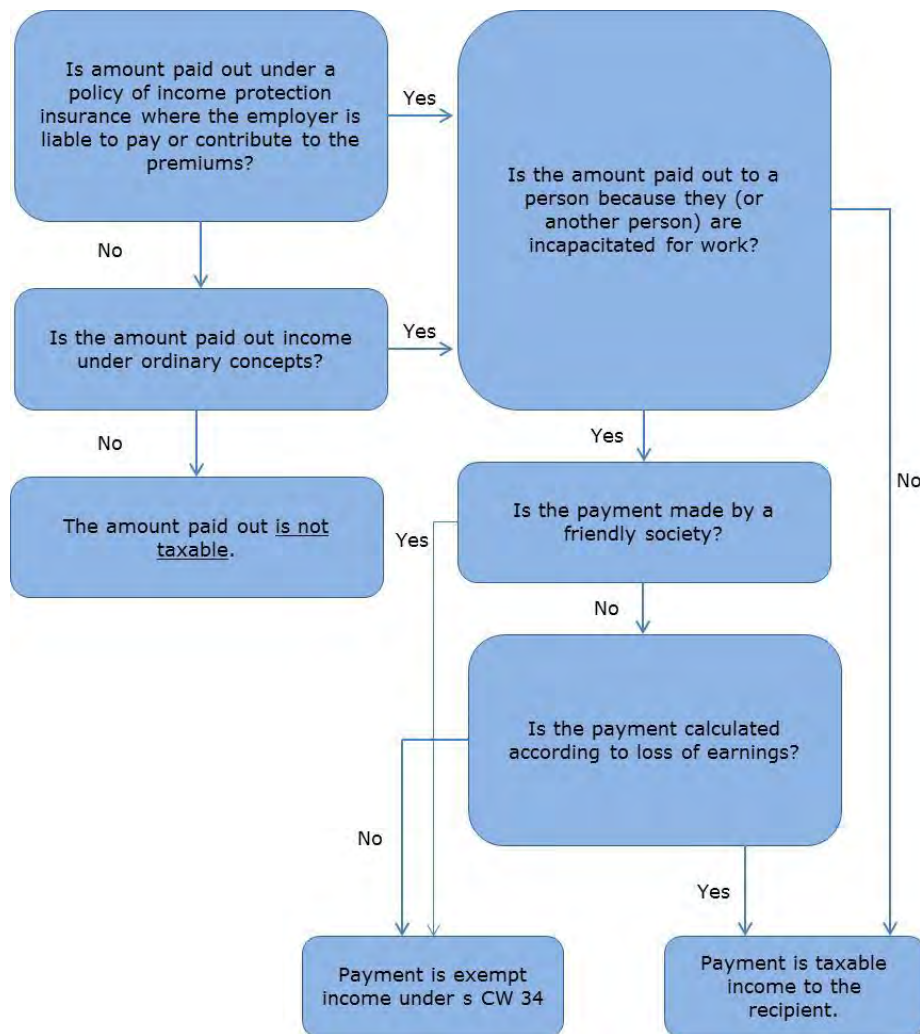 Is amount paid out under a
policy of income protection
insurance where the employer is
liable to pay or contribute to the
premiums?
Yes
Is the amount paid out to a
person because they (or
another person) are
incapacitated for work?
No
Is the amount paid out income
under ordinary concepts?
Yes
No
The amount paid out is not
taxable.
Yes
No
Is the payment made by a
friendly society?
Yes
No
Is the payment calculated
according to loss of earnings?
No
Yes
Payment is exempt
income under s CW 34
Payment is taxable
income to the
recipient.